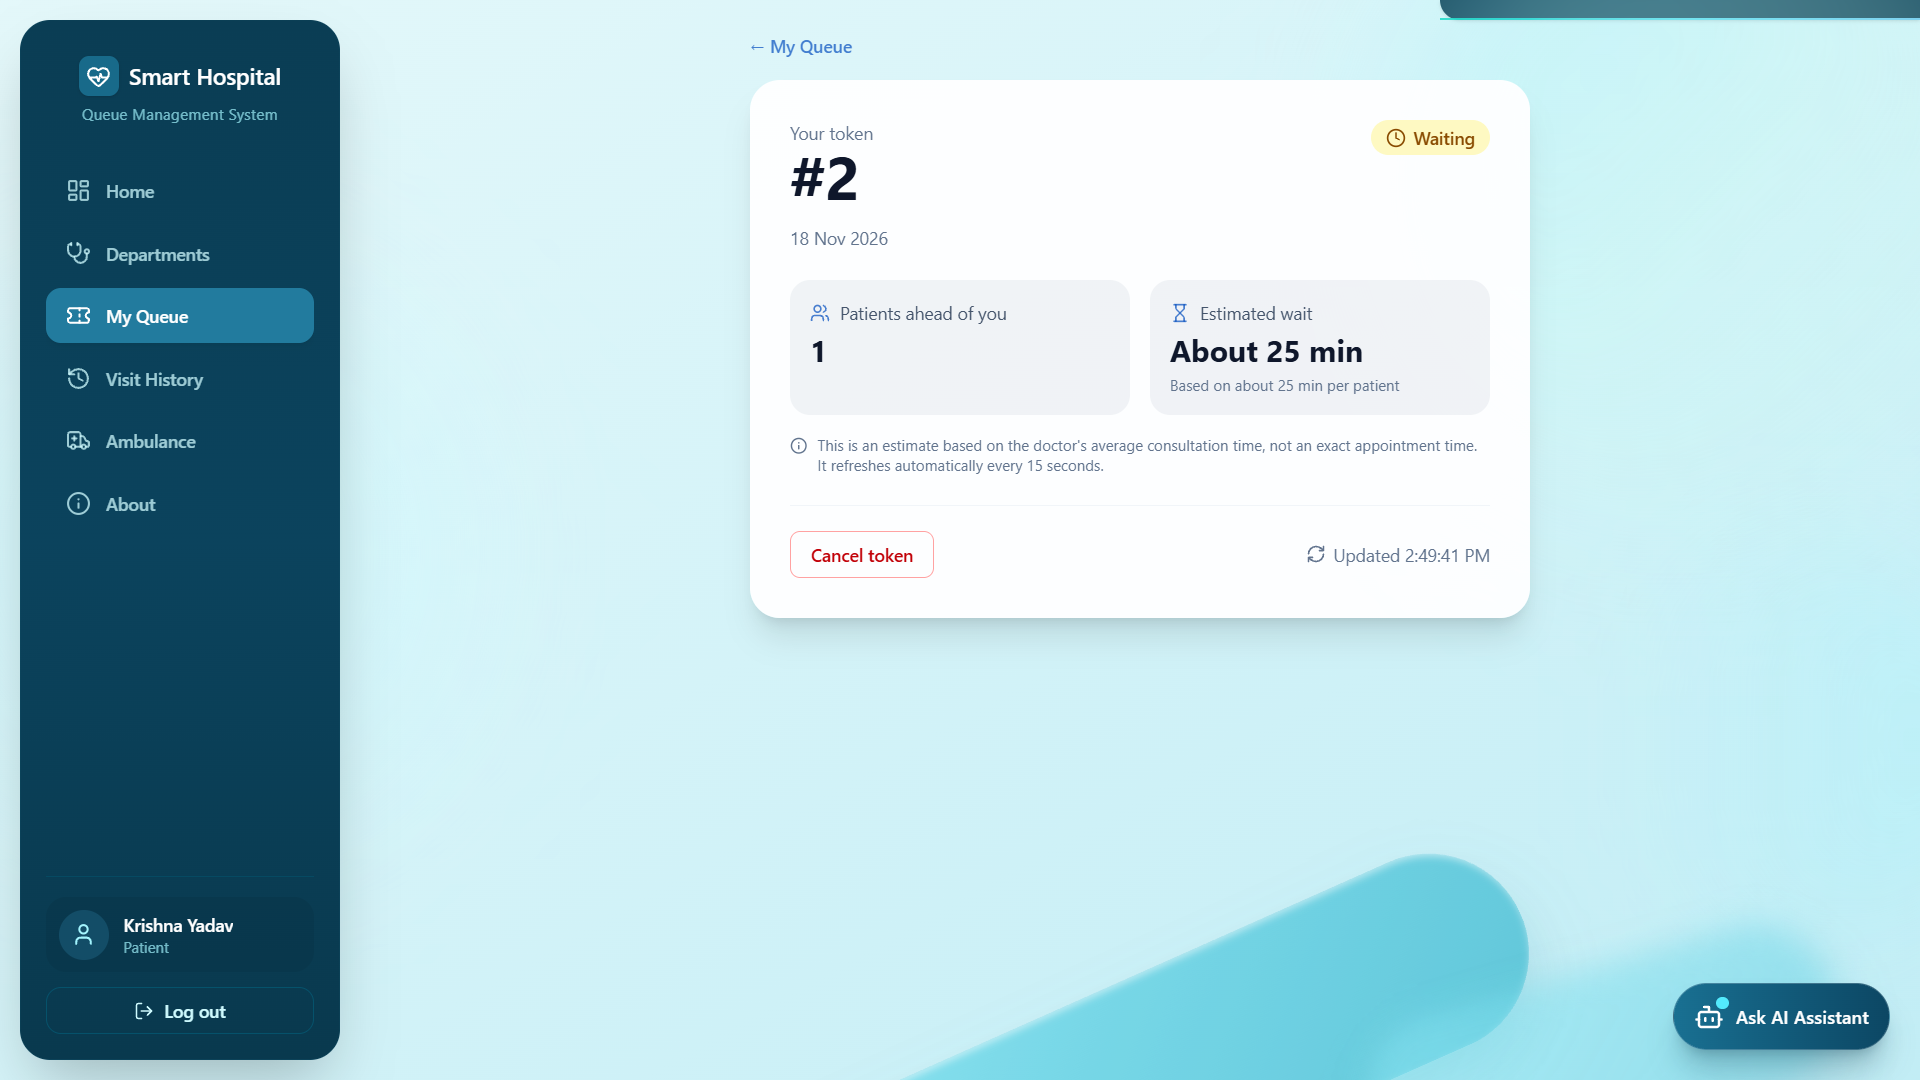 Smart Hospital
Queue Management System
Home
Departments
My Queue
Visit History
Ambulance
About
Krishna Yadav
Patient
Log out
← My Queue
Your token
#2
Waiting
18 Nov 2026
Patients ahead of you
1
Estimated wait
About 25 min
Based on about 25 min per patient
This is an estimate based on the doctor's average consultation time, not an exact appointment time.
It refreshes automatically every 15 seconds.
Cancel token
Updated 2:49:41 PM
Ask AI Assistant